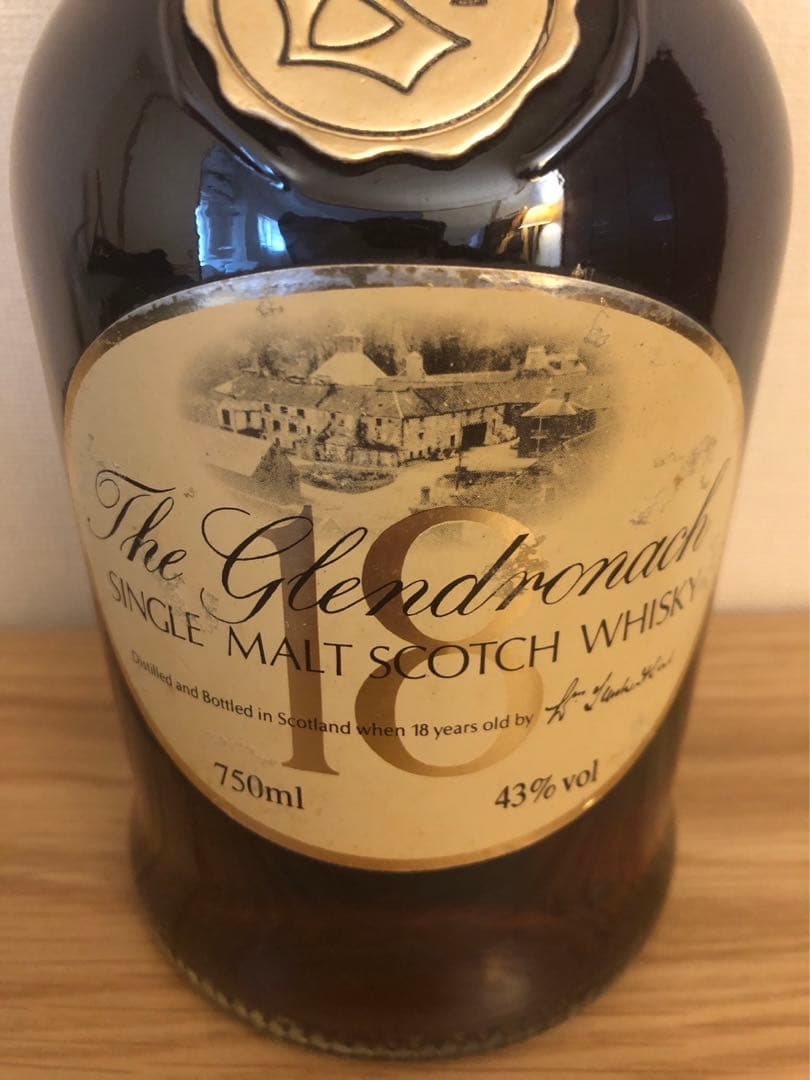 18
The Glendronach
SINGLE MALT SCOTCH WHISKY
Distilled and Bottled in Scotland when 18 years old by
750ml
43% vol